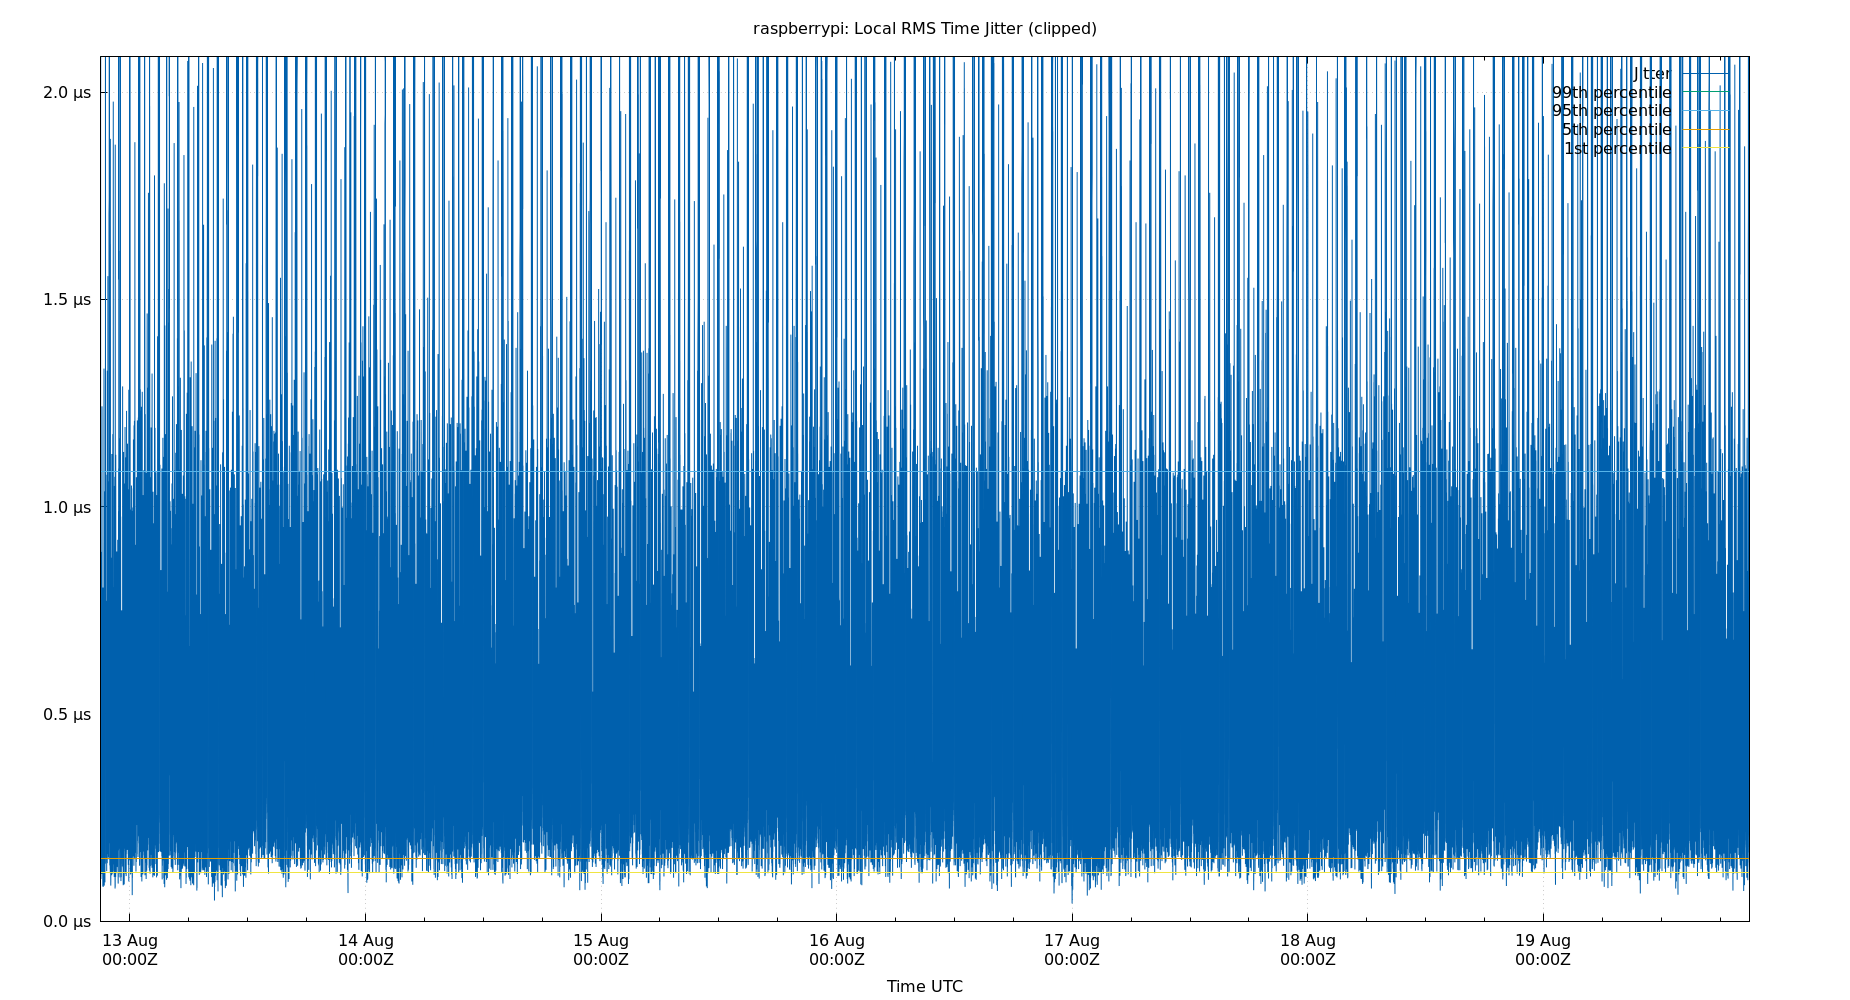 raspberrypi: Local RMS Time Jitter (clipped)
Jitter
99th percentile
95th percentile
5th percentile
1st percentile
2.0 µs
1.5 µs
1.0 µs
0.5 µs
0.0 µs
13 Aug 14 Aug 15 Aug 16 Aug 17 Aug 18 Aug 19 Aug
00:00Z 00:00Z 00:00Z 00:00Z 00:00Z 00:00Z 00:00Z
Time UTC